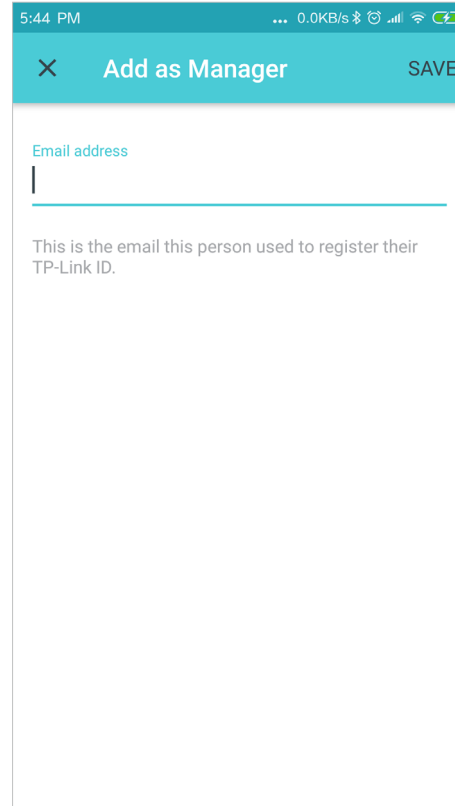 5:44 PM ... 0.0KB/s
Add as Manager SAVE
Email address
This is the email this person used to register their
TP-Link ID.